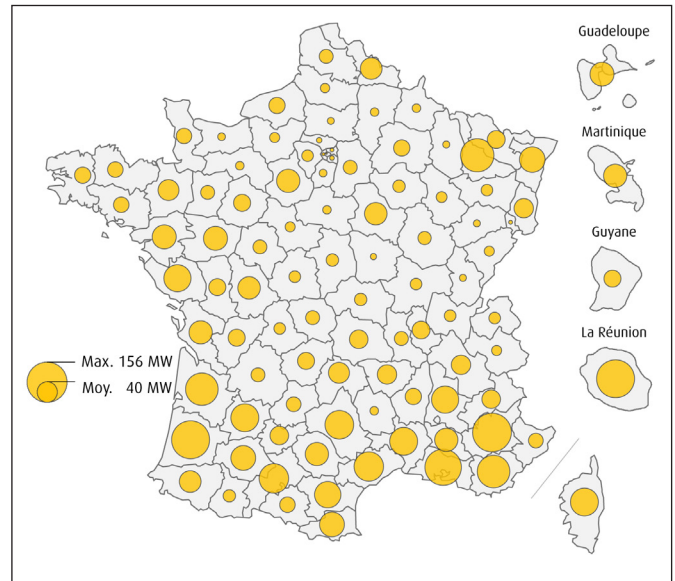 Guadeloupe
Martinique
Guyane
La Réunion
Max. 156 MW
Moy. 40 MW